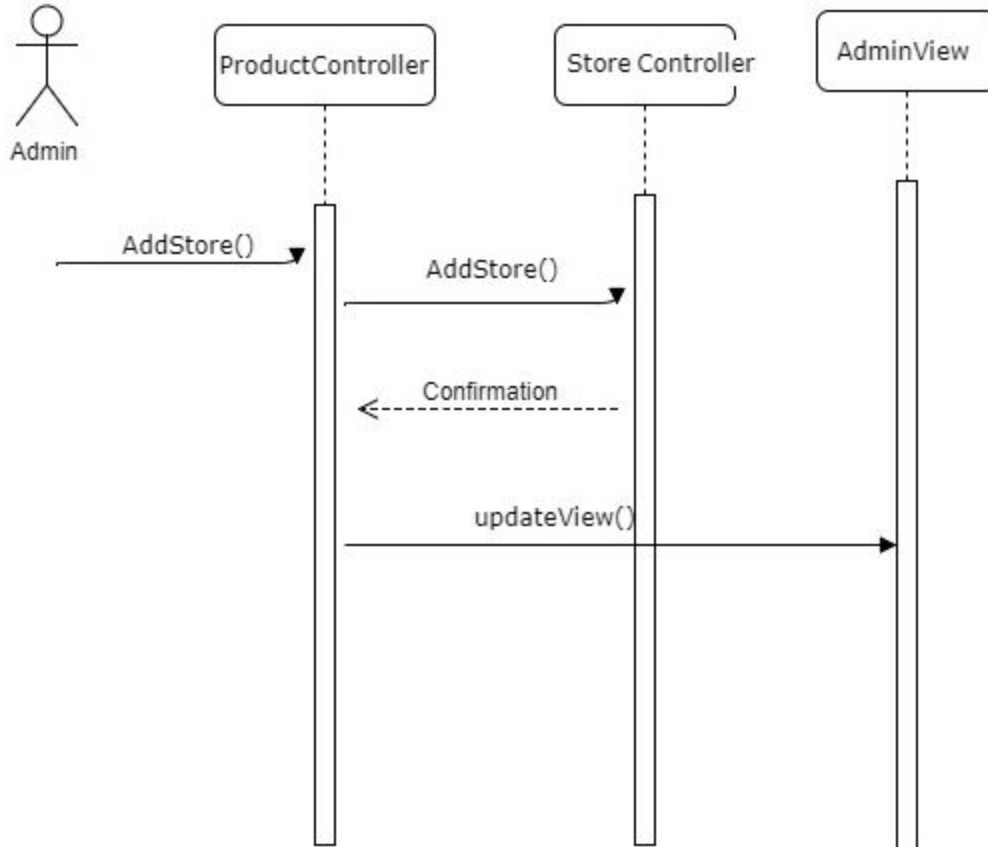 Admin
ProductController
Store Controller
AdminView
AddStore()
AddStore()
Confirmation
updateView()